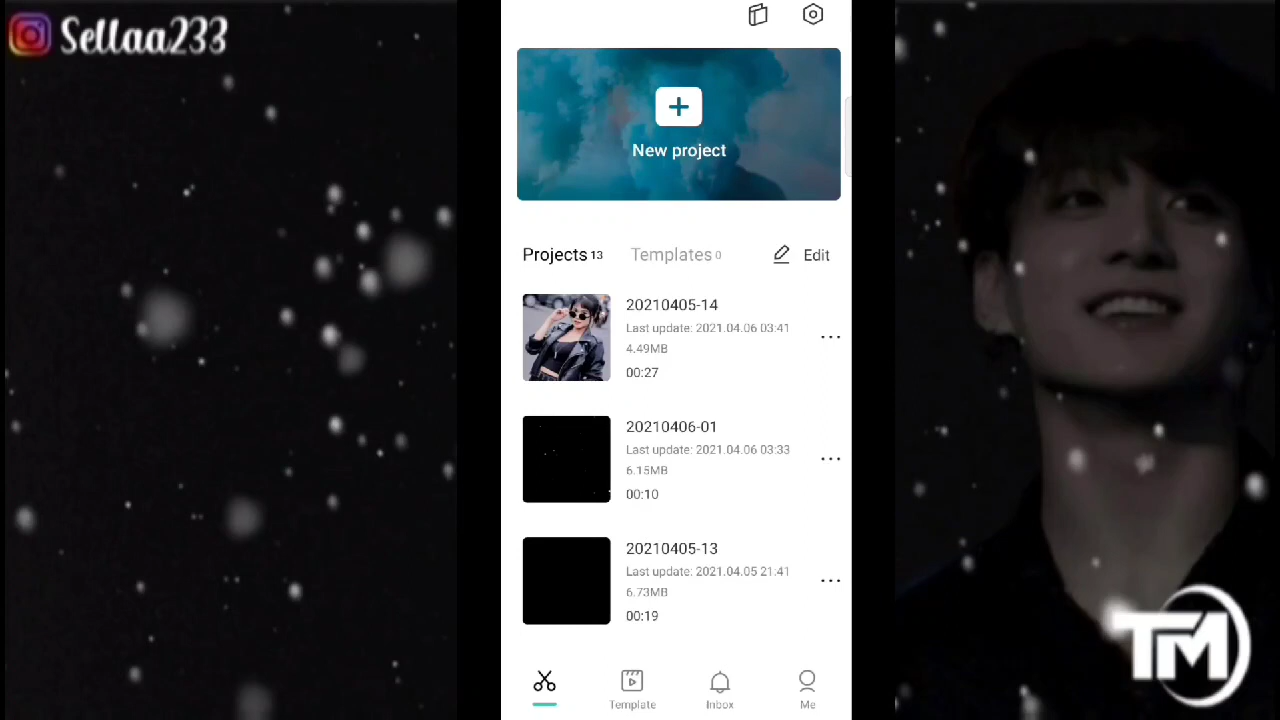 Sellaa233
New project
Projects 13
Templates 0
Edit
20210405-14
Last update: 2021.04.06 03:41
4.49MB
00:27
20210406-01
Last update: 2021.04.06 03:33
6.15MB
00:10
20210405-13
Last update: 2021.04.05 21:41
6.73MB
00:19
Template
Inbox
Me
TM